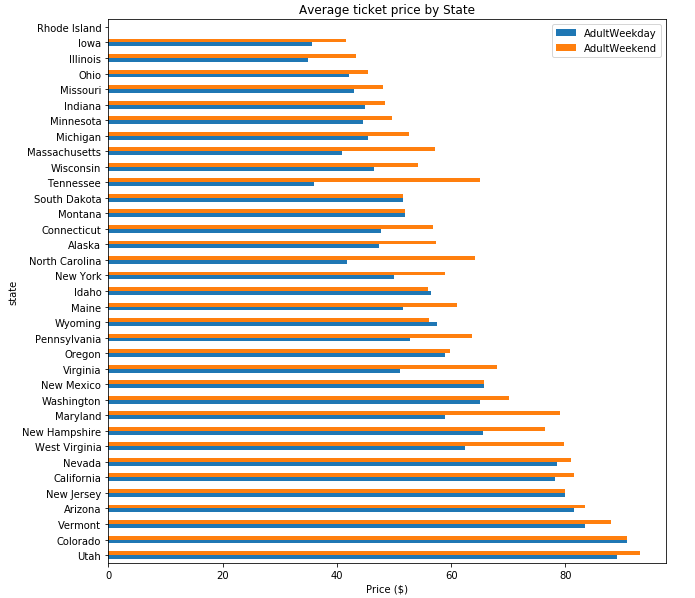 Average ticket price by State
AdultWeekday
AdultWeekend
Rhode Island
Iowa
Illinois
Ohio
Missouri
Indiana
Minnesota
Michigan
Massachusetts
Wisconsin
Tennessee
South Dakota
Montana
Connecticut
Alaska
North Carolina
New York
Idaho
Maine
Wyoming
Pennsylvania
Oregon
Virginia
New Mexico
Washington
Maryland
New Hampshire
West Virginia
Nevada
California
New Jersey
Arizona
Vermont
Colorado
Utah
state
0 20 40 60 80
Price ($)